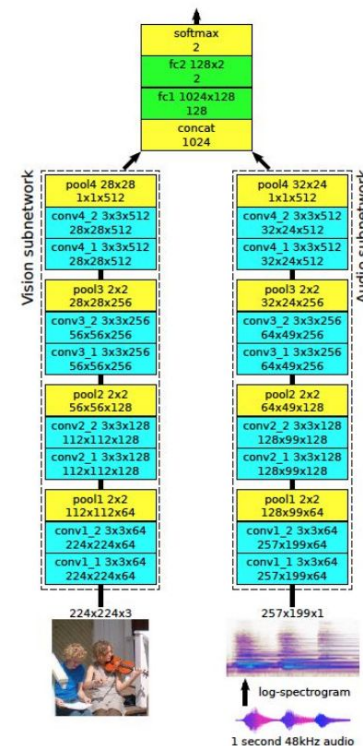 softmax
2
fc2 128x2
2
fc1 1024x128
128
concat
1024
Vision subnetwork
pool4 28x28
1x1x512
conv4_2 3x3x512
28x28x512
conv4_1 3x3x512
28x28x512
pool3 2x2
28x28x256
conv3_2 3x3x256
56x56x256
conv3_1 3x3x256
56x56x256
pool2 2x2
56x56x128
conv2_2 3x3x128
112x112x128
conv2_1 3x3x128
112x112x128
pool1 2x2
112x112x64
conv1_2 3x3x64
224x224x64
conv1_1 3x3x64
224x224x64
224x224x3
Audio subnetwork
pool4 32x24
1x1x512
conv4_2 3x3x512
32x24x512
conv4_1 3x3x512
32x24x512
pool3 2x2
32x24x256
conv3_2 3x3x256
64x49x256
conv3_1 3x3x256
64x49x256
pool2 2x2
64x49x128
conv2_2 3x3x128
128x99x128
conv2_1 3x3x128
128x99x128
pool1 2x2
128x99x64
conv1_2 3x3x64
257x199x64
conv1_1 3x3x64
257x199x64
257x199x1
log-spectrogram
1 second 48kHz audio